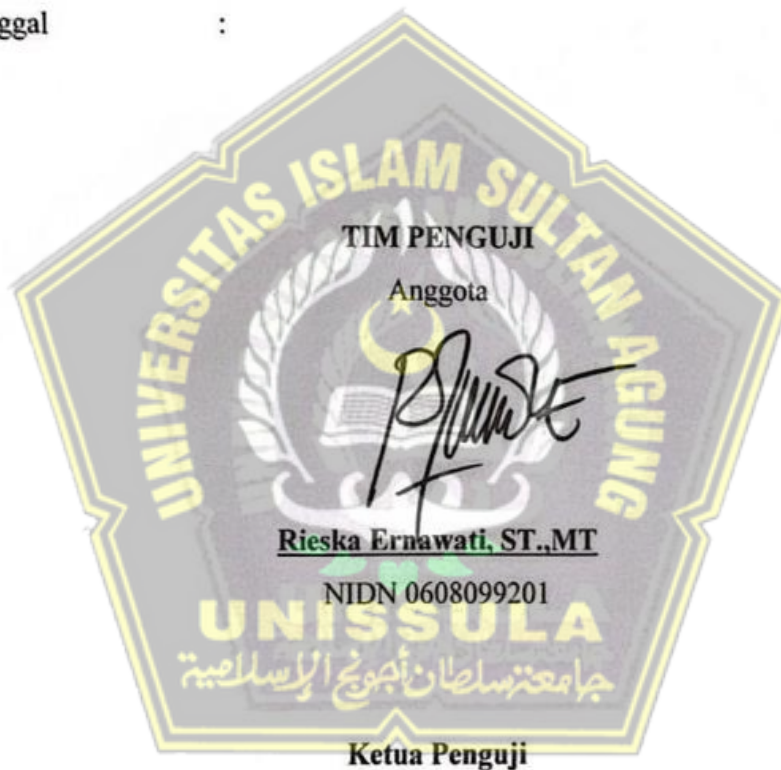 ggal :
UNIVERSITAS ISLAM SULTAN AGUNG
TIM PENGUJI
Anggota
Rieska Ernawati, ST.,MT
NIDN 0608099201
UNISSULA
جامعة سلطان أجونج الإسلامية
Ketua Penguji